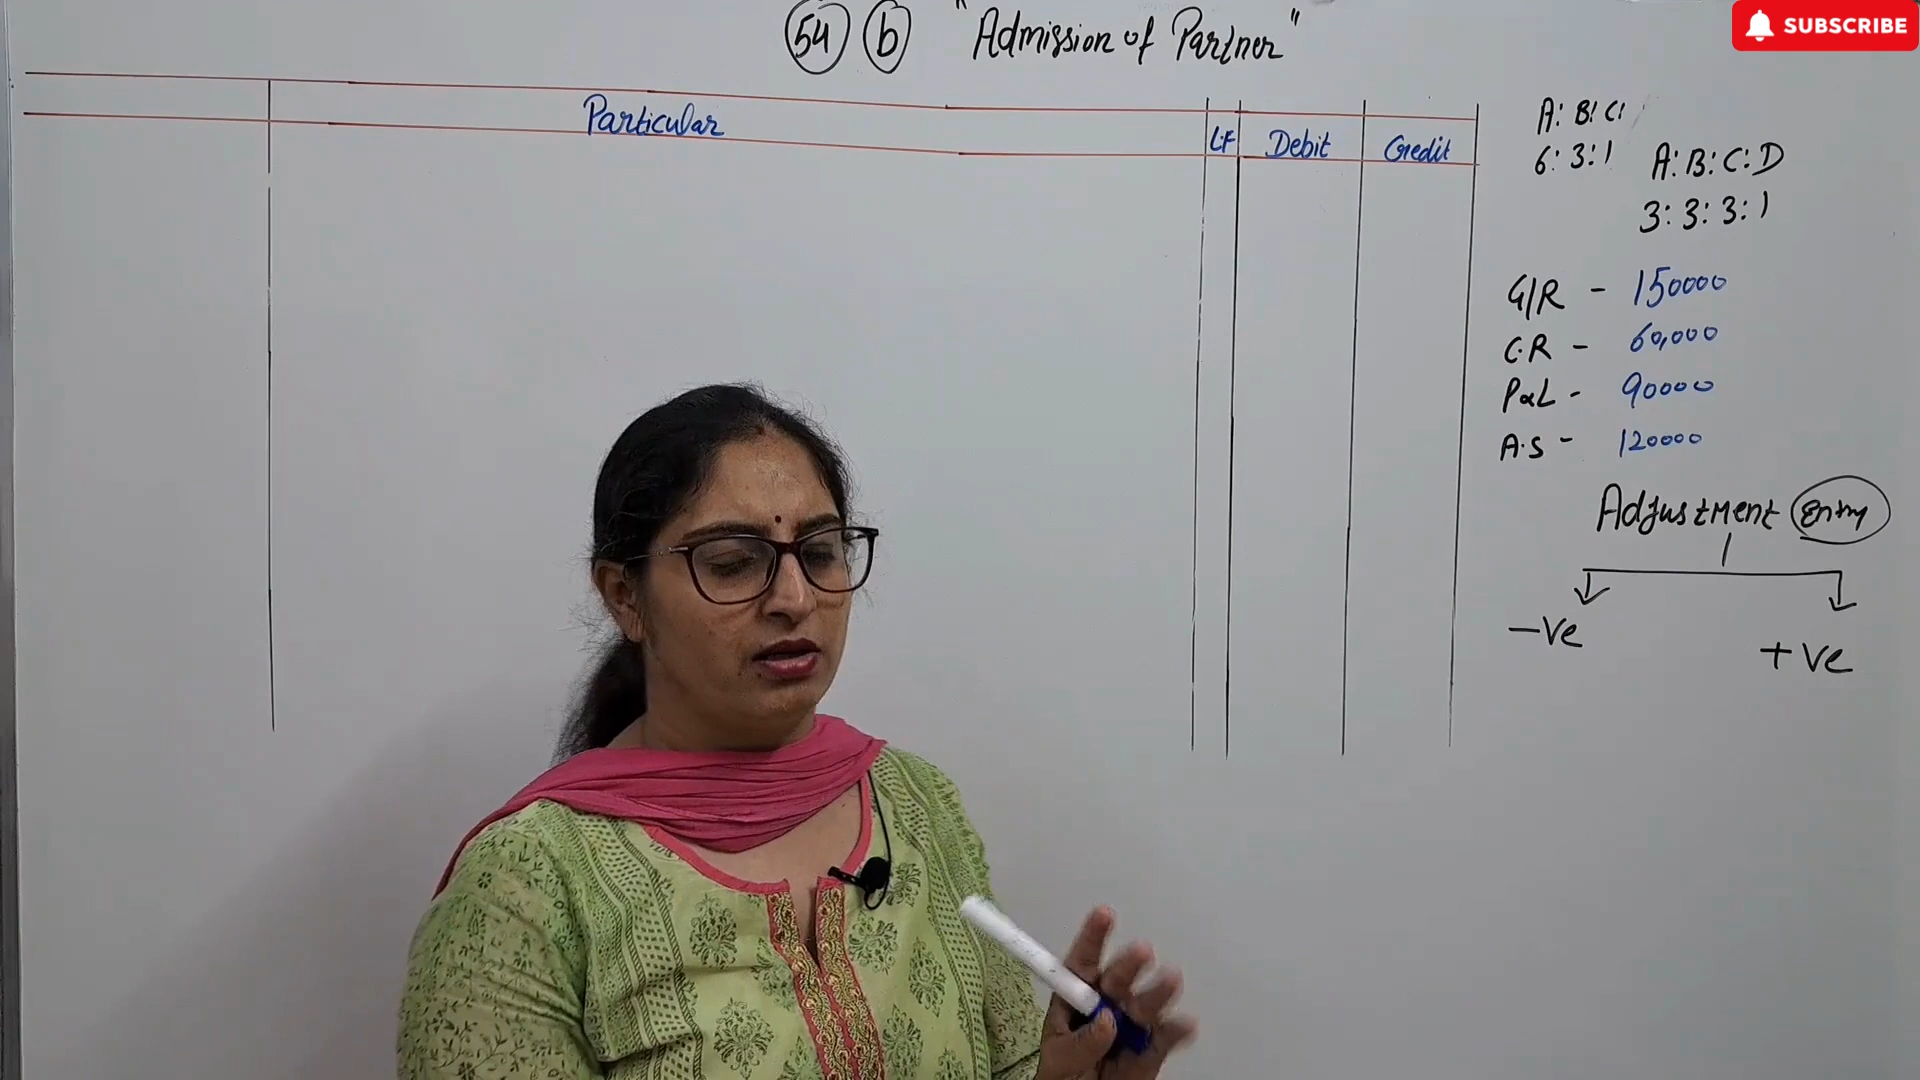 SUBSCRIBE
54 b "Admission of Partner"
Particular L.F Debit Credit
A: B: C:
6: 3: 1
A: B: C: D
3: 3: 3: 1
G/R - 150000
C.R - 60,000
P&L - 90000
A.S - 120000
Adjustment Entry
-Ve
+Ve